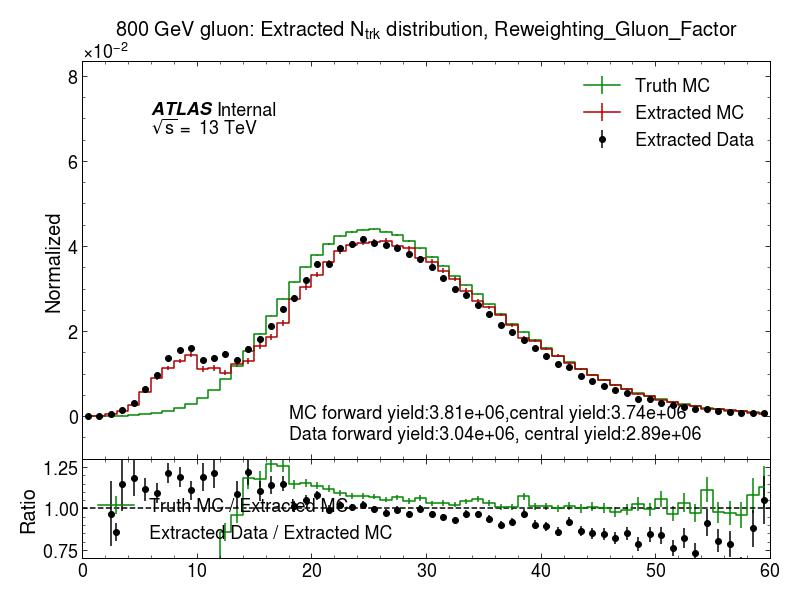 800 GeV gluon: Extracted N_trk distribution, Reweighting_Gluon_Factor
×10⁻²
8
6
4
2
0
Normalized
ATLAS Internal
√s = 13 TeV
Truth MC
Extracted MC
Extracted Data
MC forward yield:3.81e+06,central yield:3.74e+06
Data forward yield:3.04e+06, central yield:2.89e+06
1.25
1.00
0.75
Ratio
Truth MC / Extracted MC
Extracted Data / Extracted MC
0 10 20 30 40 50 60